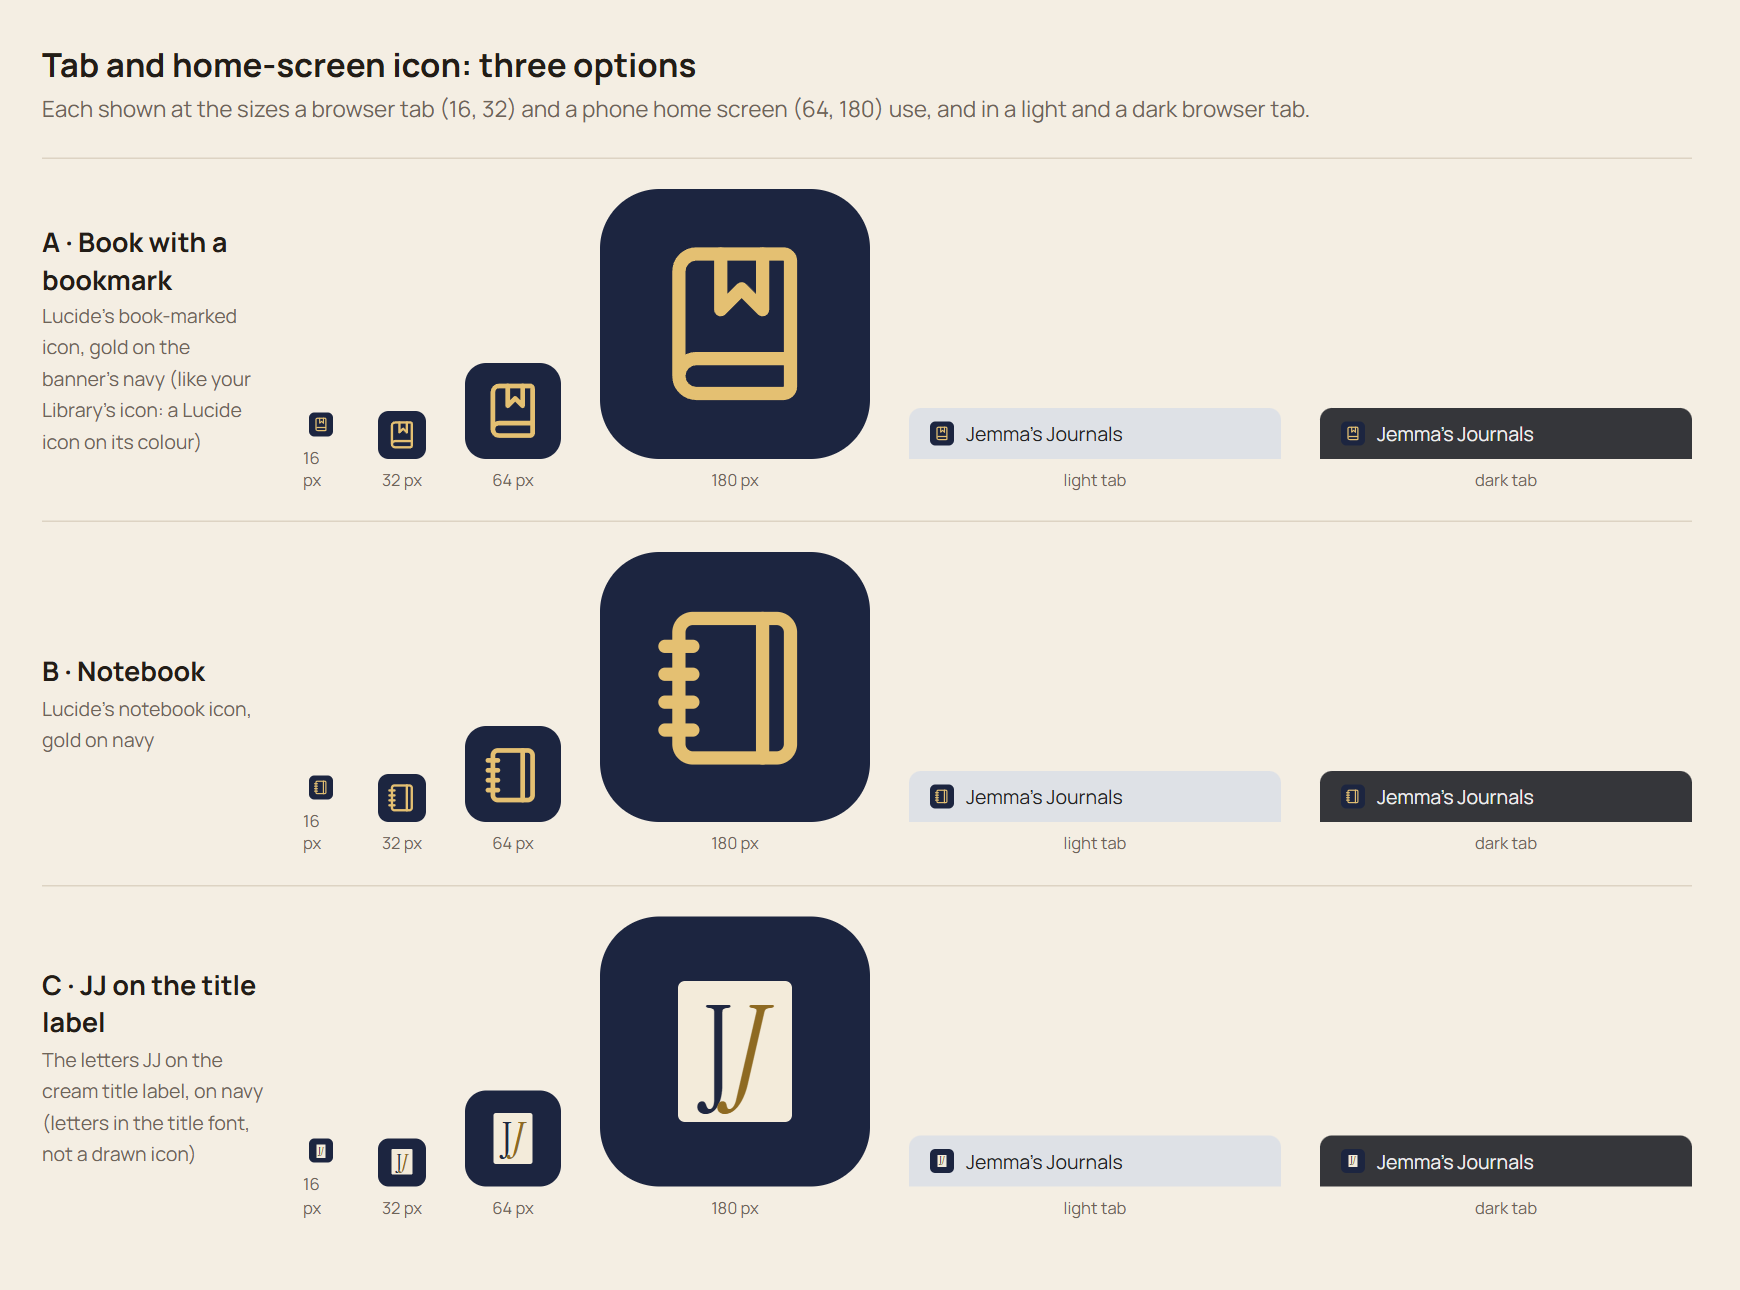 Tab and home-screen icon: three options
Each shown at the sizes a browser tab (16, 32) and a phone home screen (64, 180) use, and in a light and a dark browser tab.
A · Book with a
bookmark
Lucide's book-marked
icon, gold on the
banner's navy (like your
Library's icon: a Lucide
icon on its colour)
16
px
32 px
64 px
180 px
Jemma's Journals
light tab
Jemma's Journals
dark tab
B · Notebook
Lucide's notebook icon,
gold on navy
16
px
32 px
64 px
180 px
Jemma's Journals
light tab
Jemma's Journals
dark tab
C · JJ on the title
label
The letters JJ on the
cream title label, on navy
(letters in the title font,
not a drawn icon)
JJ
16
px
JJ
32 px
JJ
64 px
JJ
180 px
JJ
Jemma's Journals
light tab
JJ
Jemma's Journals
dark tab